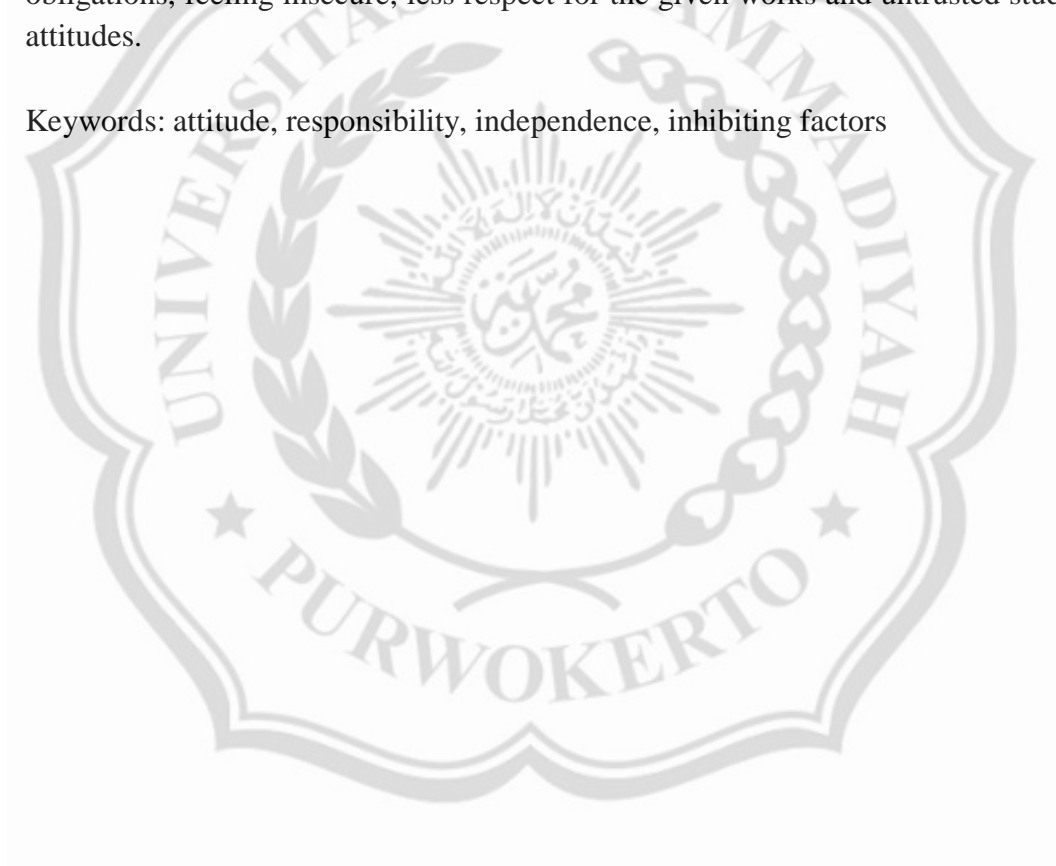 obligations, feeling insecure, less respect for the given works and untrusted
attitudes.
Keywords: attitude, responsibility, independence, inhibiting factors
UNIVERSITAS MUHAMMADIYAH
PURWOKERTO
محمد